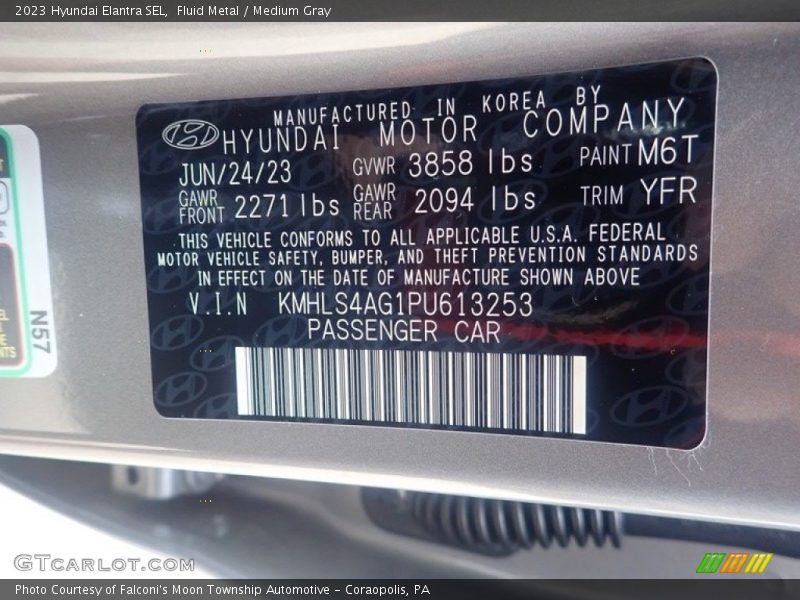 2023 Hyundai Elantra SEL, Fluid Metal / Medium Gray
MANUFACTURED IN KOREA BY
HYUNDAI MOTOR COMPANY
JUN/24/23 GVWR 3858 lbs PAINT M6T
GAWR FRONT 2271 lbs GAWR REAR 2094 lbs TRIM YFR
THIS VEHICLE CONFORMS TO ALL APPLICABLE U.S.A. FEDERAL
MOTOR VEHICLE SAFETY, BUMPER, AND THEFT PREVENTION STANDARDS
IN EFFECT ON THE DATE OF MANUFACTURE SHOWN ABOVE
V.I.N KMHLS4AG1PU613253
PASSENGER CAR
N57
GTCARLOT.COM
Photo Courtesy of Falconi's Moon Township Automotive - Coraopolis, PA